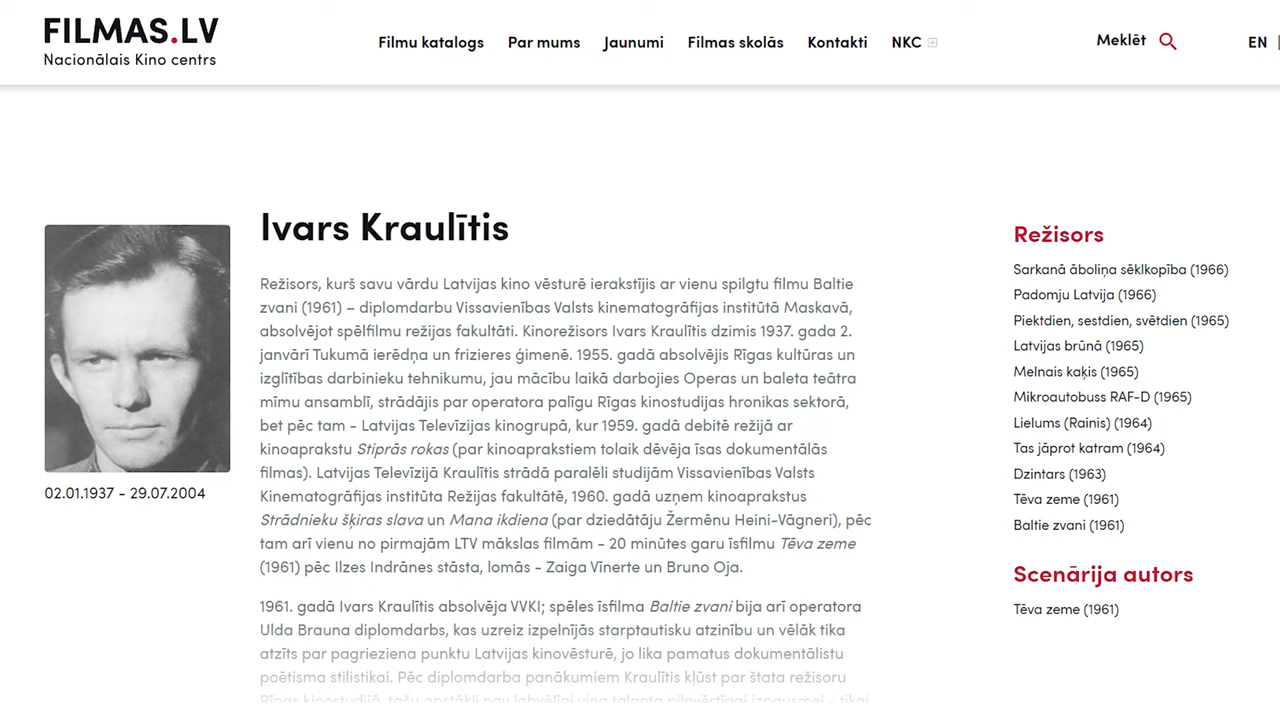 FILMAS.LV
Nacionālais Kino centrs
Filmu katalogs Par mums Jaunumi Filmas skolās Kontakti NKC
Meklēt
EN
Ivars Kraulītis
02.01.1937 - 29.07.2004
Režisors, kurš savu vārdu Latvijas kino vēsturē ierakstījis ar vienu spilgtu filmu Baltie
zvani (1961) – diplomdarbu Vissavienības Valsts kinematogrāfijas institūtā Maskavā,
absolvējot spēlfilmu režijas fakultāti. Kinorežisors Ivars Kraulītis dzimis 1937. gada 2.
janvārī Tukumā ierēdņa un frizieres ģimenē. 1955. gadā absolvējis Rīgas kultūras un
izglītības darbinieku tehnikumu, jau mācību laikā darbojies Operas un baleta teātra
mīmu ansamblī, strādājis par operatora palīgu Rīgas kinostudijas hronikas sektorā,
bet pēc tam - Latvijas Televīzijas kinogrupā, kur 1959. gadā debitē režijā ar
kinoaprakstu Stiprās rokas (par kinoaprakstiem tolaik dēvēja īsas dokumentālās
filmas). Latvijas Televīzijā Kraulītis strādā paralēli studijām Vissavienības Valsts
Kinematogrāfijas institūta Režijas fakultātē, 1960. gadā uzņem kinoaprakstus
Strādnieku šķiras slava un Mana ikdiena (par dziedātāju Žermēnu Heini-Vāgneri), pēc
tam arī vienu no pirmajām LTV mākslas filmām - 20 minūtes garu īsfilmu Tēva zeme
(1961) pēc Ilzes Indrānes stāsta, lomās - Zaiga Vīnerte un Bruno Oja.
1961. gadā Ivars Kraulītis absolvēja VVKI; spēles īsfilma Baltie zvani bija arī operatora
Ulda Brauna diplomdarbs, kas uzreiz izpelnījās starptautisku atzinību un vēlāk tika
atzīts par pagrieziena punktu Latvijas kinovēsturē, jo lika pamatus dokumentālistu
poētisma stilistikai. Pēc diplomdarba panākumiem Kraulītis kļūst par štata režisoru
Rīgas kinostudijā, taču apstākļi nav labvēlīgi viņa talanta pilnvērtīgai izpausmei - tikai
Režisors
Sarkanā āboliņa sēklkopība (1966)
Padomju Latvija (1966)
Piektdien, sestdien, svētdien (1965)
Latvijas brūnā (1965)
Melnais kaķis (1965)
Mikroautobuss RAF-D (1965)
Lielums (Rainis) (1964)
Tas jāprot katram (1964)
Dzintars (1963)
Tēva zeme (1961)
Baltie zvani (1961)
Scenārija autors
Tēva zeme (1961)